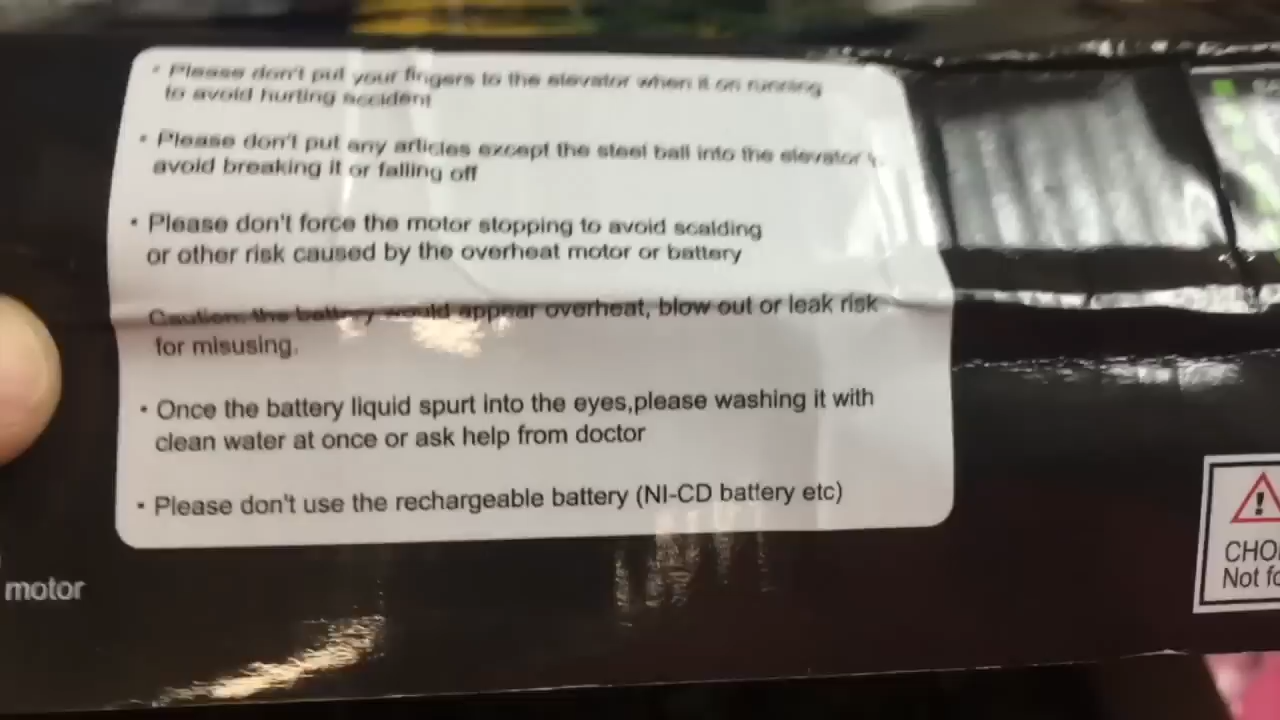 • Please don't put your fingers to the elevator when it on running
to avoid hurting accident
• Please don't put any articles except the steel ball into the elevator
avoid breaking it or falling off
• Please don't force the motor stopping to avoid scalding
or other risk caused by the overheat motor or battery
Caution: the battery would appear overheat, blow out or leak risk
for misusing.
• Once the battery liquid spurt into the eyes,please washing it with
clean water at once or ask help from doctor
• Please don't use the rechargeable battery (NI-CD battery etc)
motor
CHO
Not fo